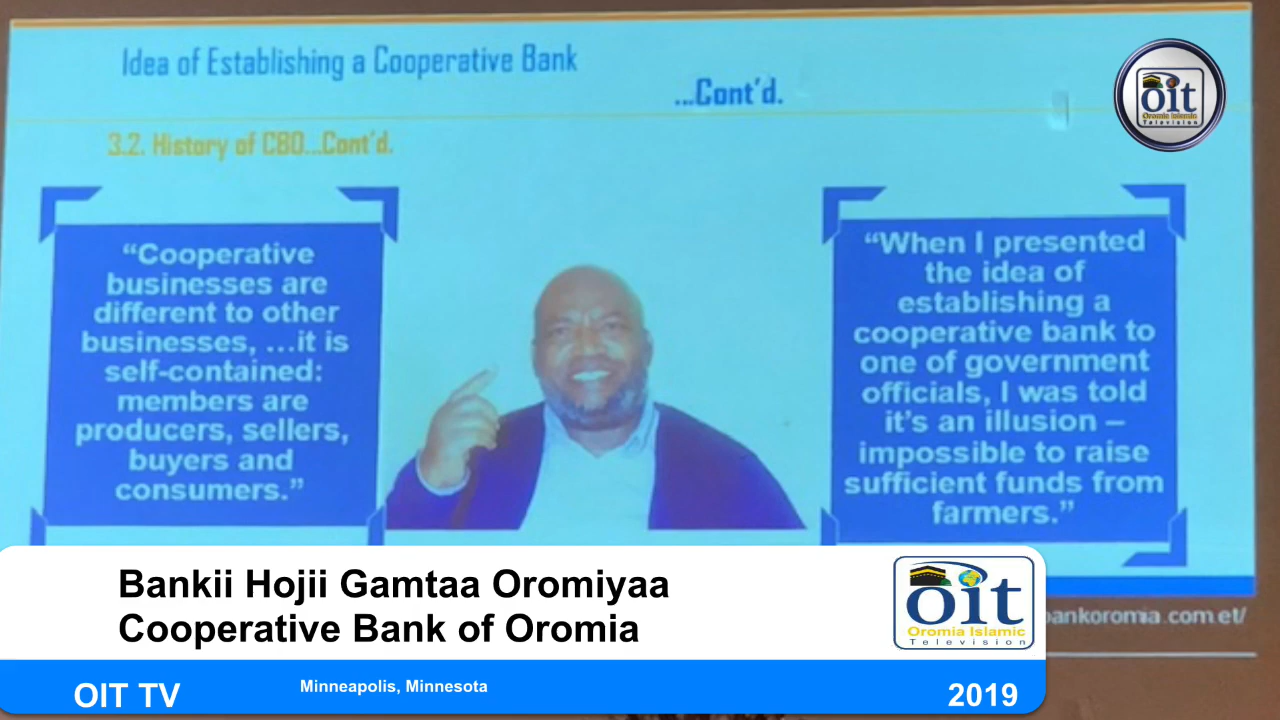 Idea of Establishing a Cooperative Bank
...Cont'd.
oit
Oromia Islamic
Television
3.2. History of CBO...Cont'd.
“Cooperative
businesses are
different to other
businesses, ...it is
self-contained:
members are
producers, sellers,
buyers and
consumers.”
“When I presented
the idea of
establishing a
cooperative bank to
one of government
officials, I was told
it's an illusion –
impossible to raise
sufficient funds from
farmers.”
Bankii Hojii Gamtaa Oromiyaa
Cooperative Bank of Oromia
oit
Oromia Islamic
Television
ankoromia.com.et/
OIT TV
Minneapolis, Minnesota
2019